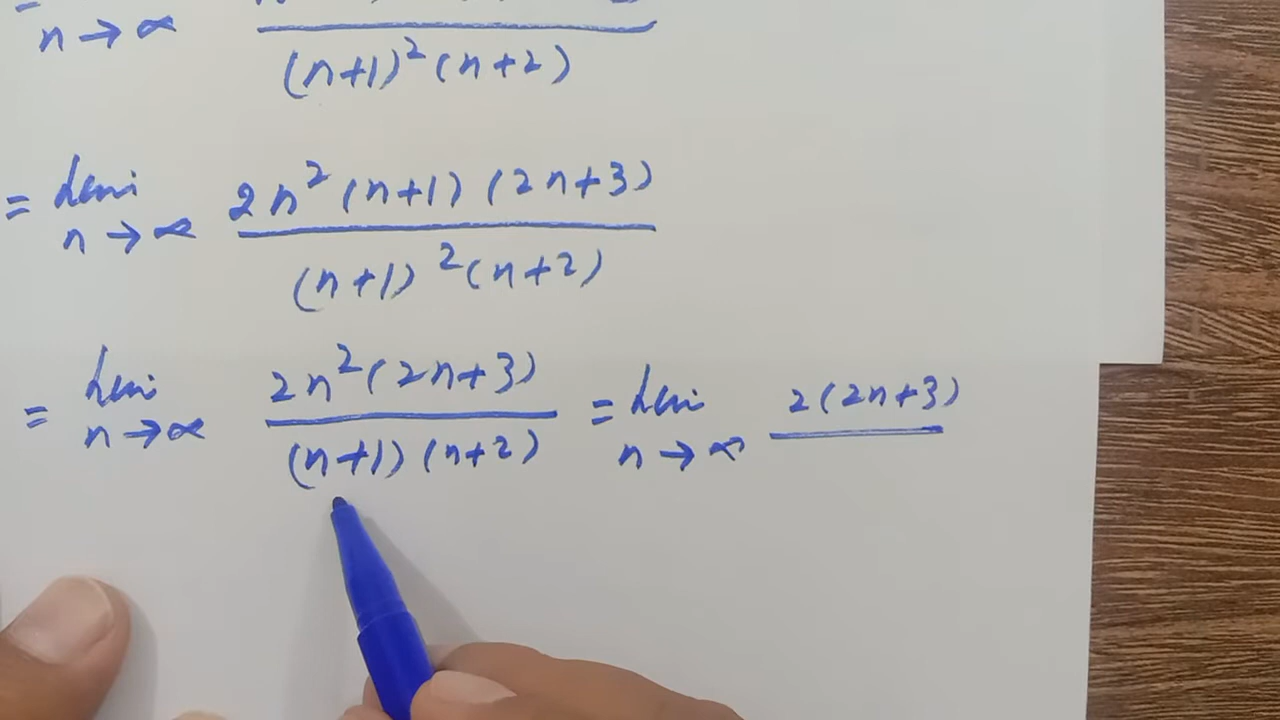 n→∞ (n+1)²(n+2)
= lim 2n²(n+1)(2n+3)
n→∞ (n+1)²(n+2)
= lim 2n²(2n+3) = lim 2(2n+3)
n→∞ (n+1)(n+2) n→∞